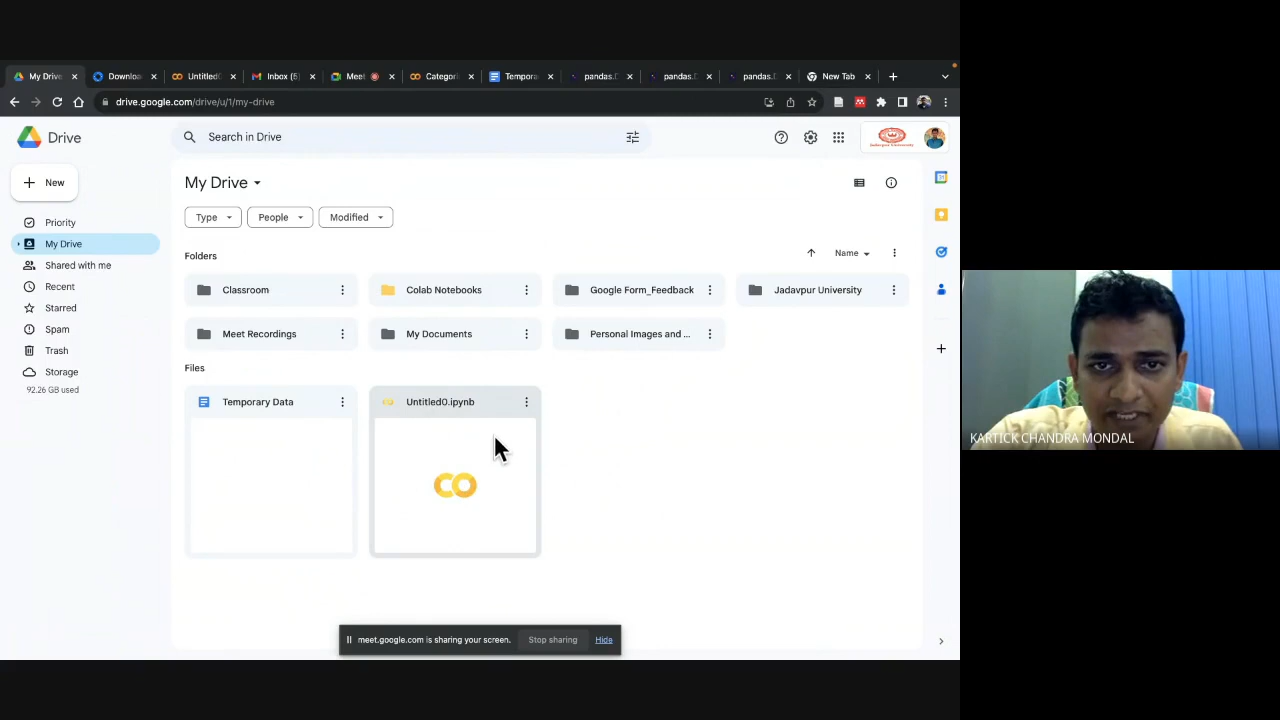 My Drive
Downloa
Untitled
Inbox (5)
Meet
Categori
Tempora
pandas.
pandas.
pandas.
New Tab
drive.google.com/drive/u/1/my-drive
Drive
Search in Drive
New
My Drive
Type
People
Modified
Priority
My Drive
Shared with me
Recent
Starred
Spam
Trash
Storage
92.26 GB used
Folders
Name
Classroom
Colab Notebooks
Google Form_Feedback
Jadavpur University
Meet Recordings
My Documents
Personal Images and ...
Files
Temporary Data
Untitled0.ipynb
meet.google.com is sharing your screen.
Stop sharing
Hide
KARTICK CHANDRA MONDAL